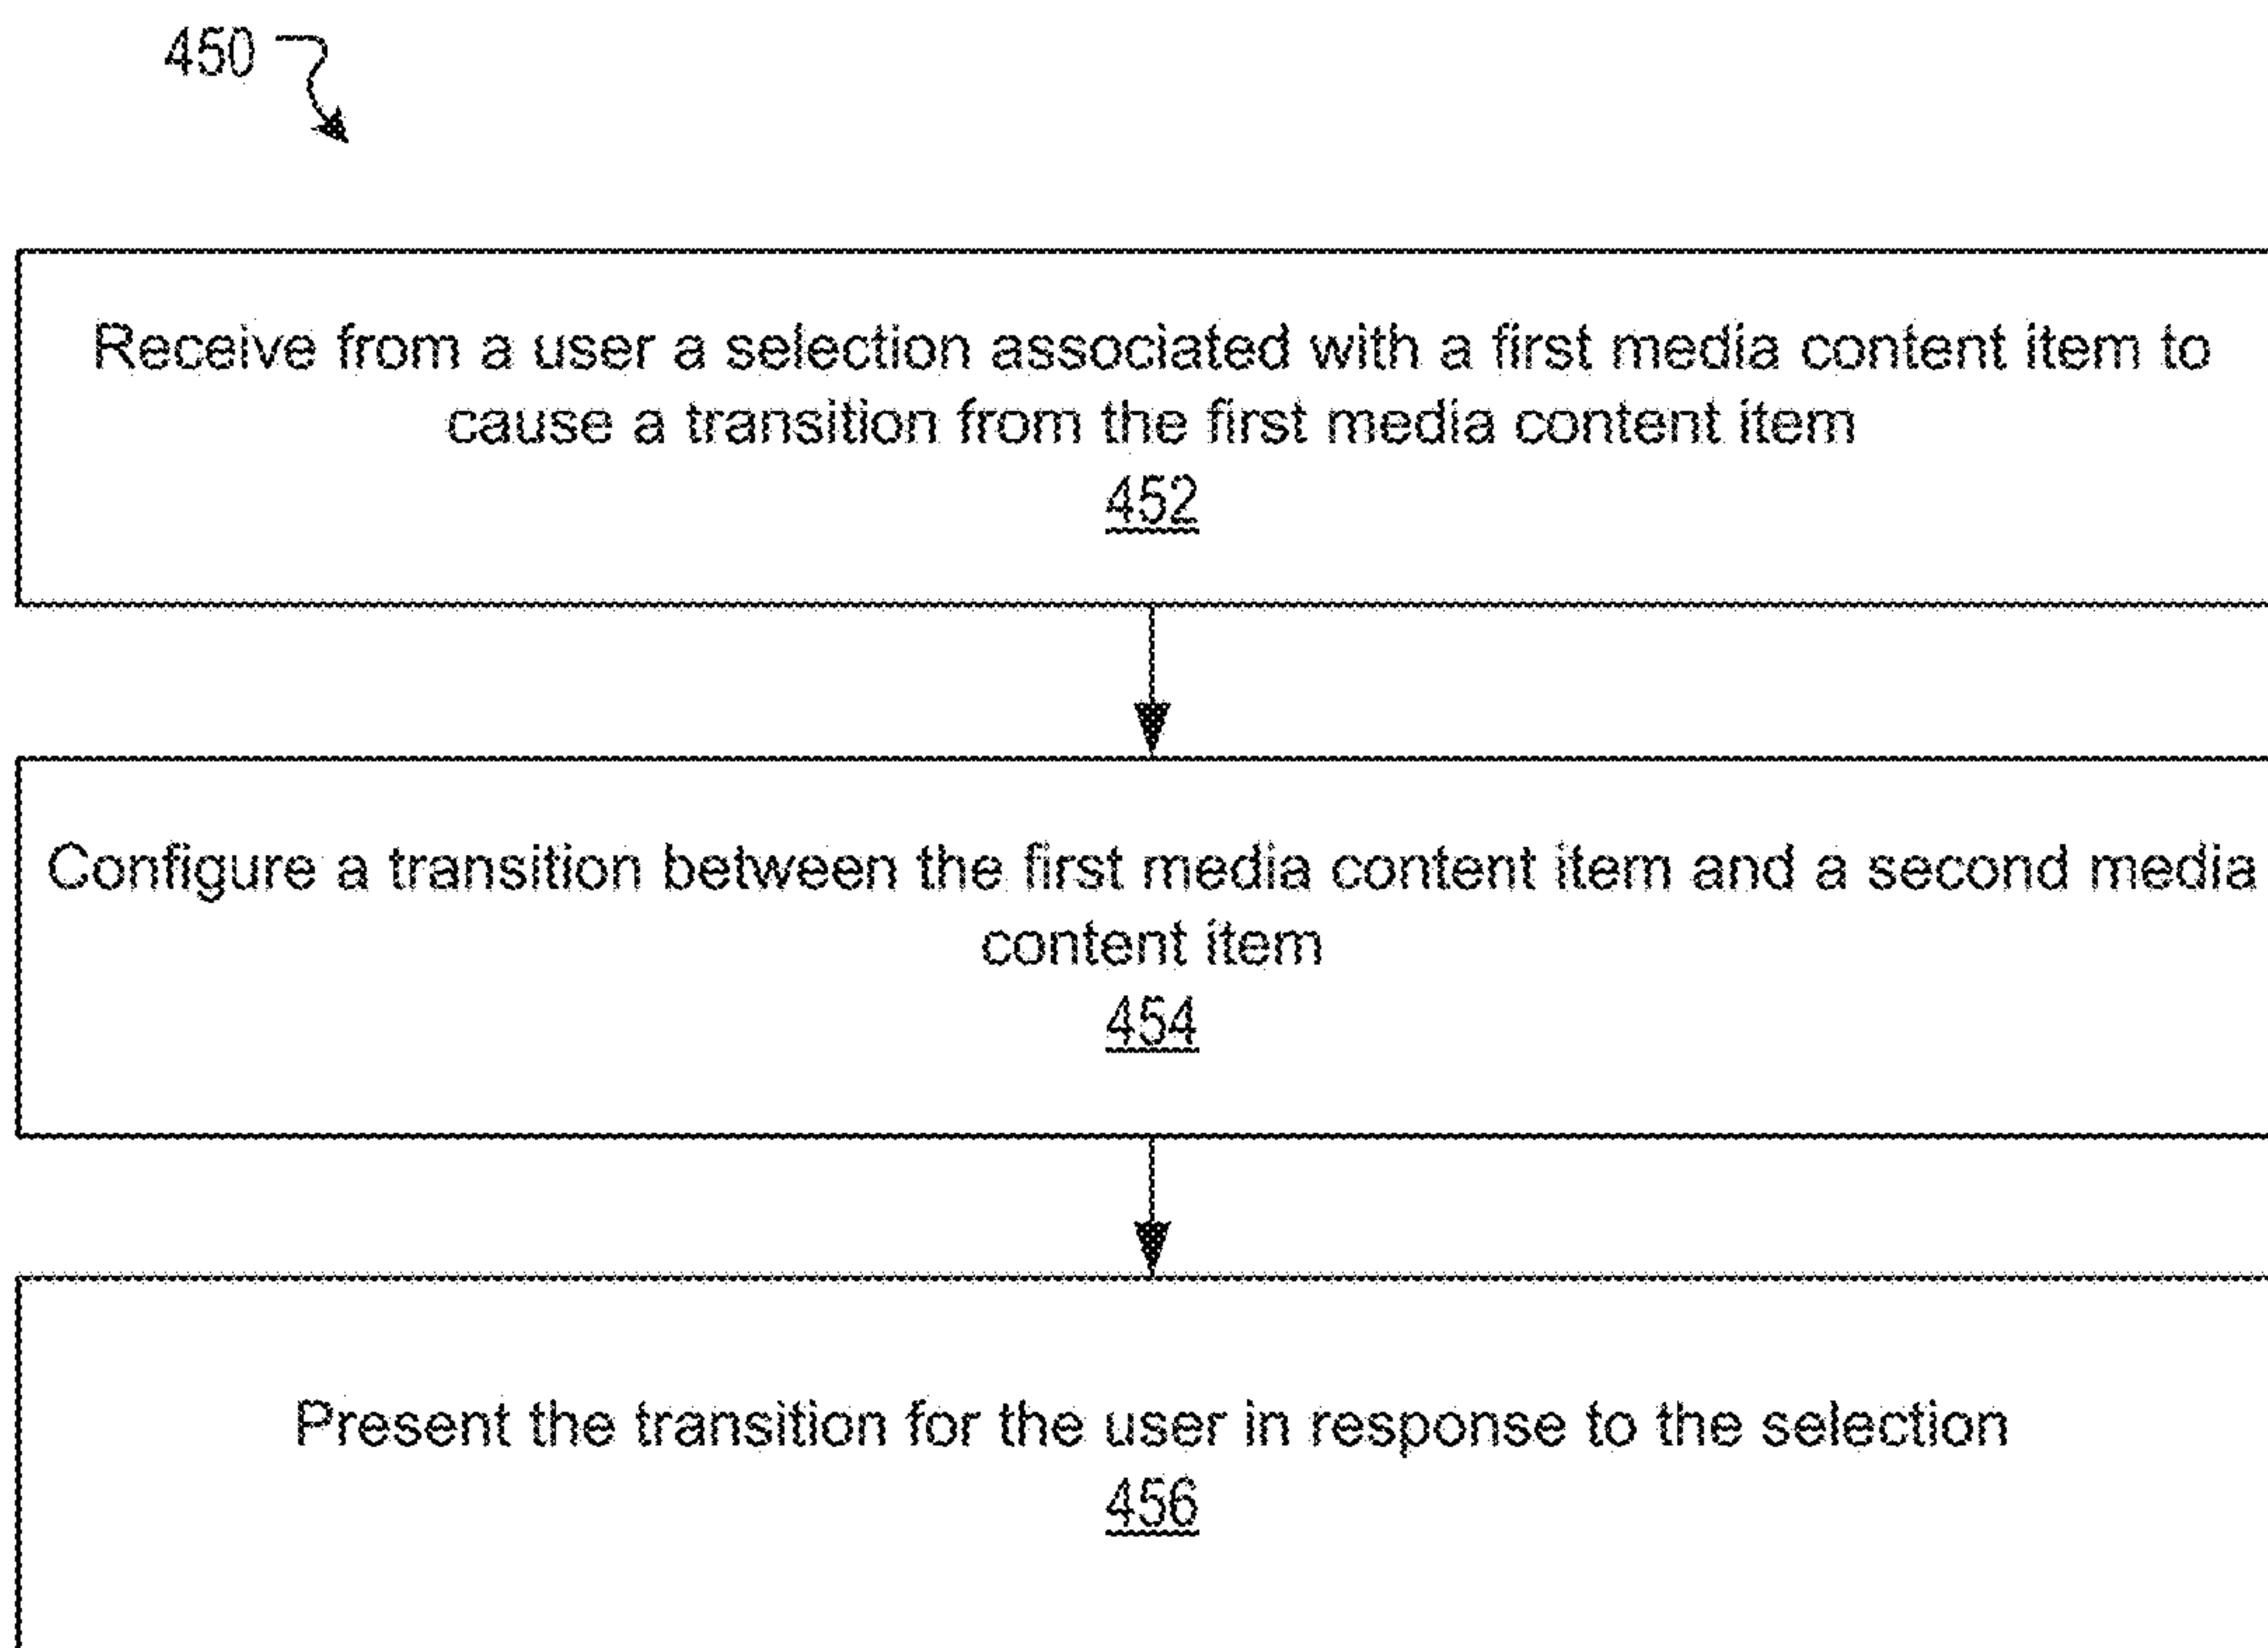 450
Receive from a user a selection associated with a first media content item to
cause a transition from the first media content item
452
Configure a transition between the first media content item and a second media
content item
454
Present the transition for the user in response to the selection
456